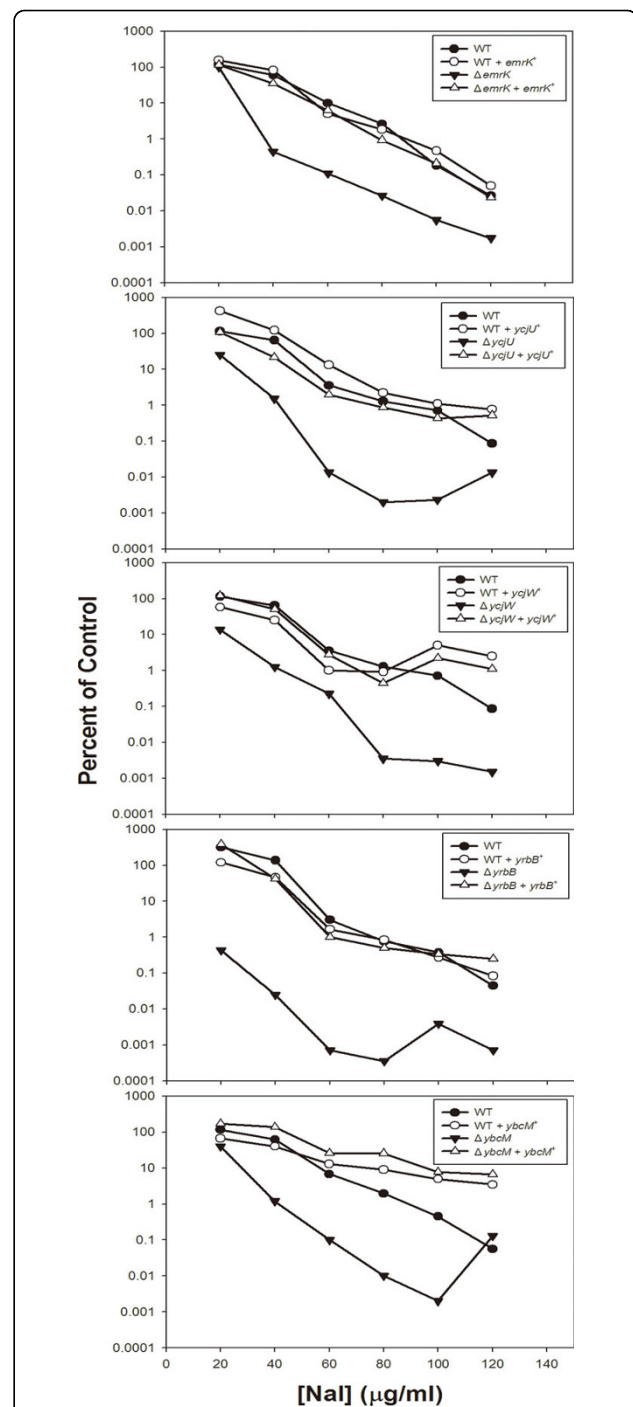 1000
100
10
1
0.1
0.01
0.001
0.0001
WT
WT + emrK+
ΔemrK
ΔemrK + emrK+
1000
100
10
1
0.1
0.01
0.001
0.0001
WT
WT + ycjU+
ΔycjU
ΔycjU + ycjU+
1000
100
10
1
0.1
0.01
0.001
0.0001
WT
WT + ycjW+
ΔycjW
ΔycjW + ycjW+
Percent of Control
1000
100
10
1
0.1
0.01
0.001
0.0001
WT
WT + yrbB+
ΔyrbB
ΔyrbB + yrbB+
1000
100
10
1
0.1
0.01
0.001
0.0001
WT
WT + ybcM+
ΔybcM
ΔybcM + ybcM+
0 20 40 60 80 100 120 140
[Nal] (μg/ml)